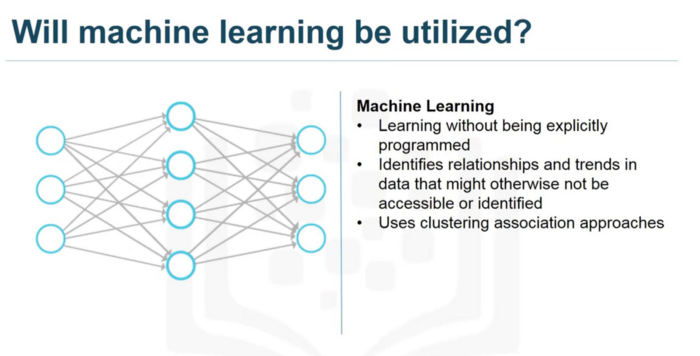 Will machine learning be utilized?
Machine Learning
• Learning without being explicitly
programmed
• Identifies relationships and trends in
data that might otherwise not be
accessible or identified
• Uses clustering association approaches